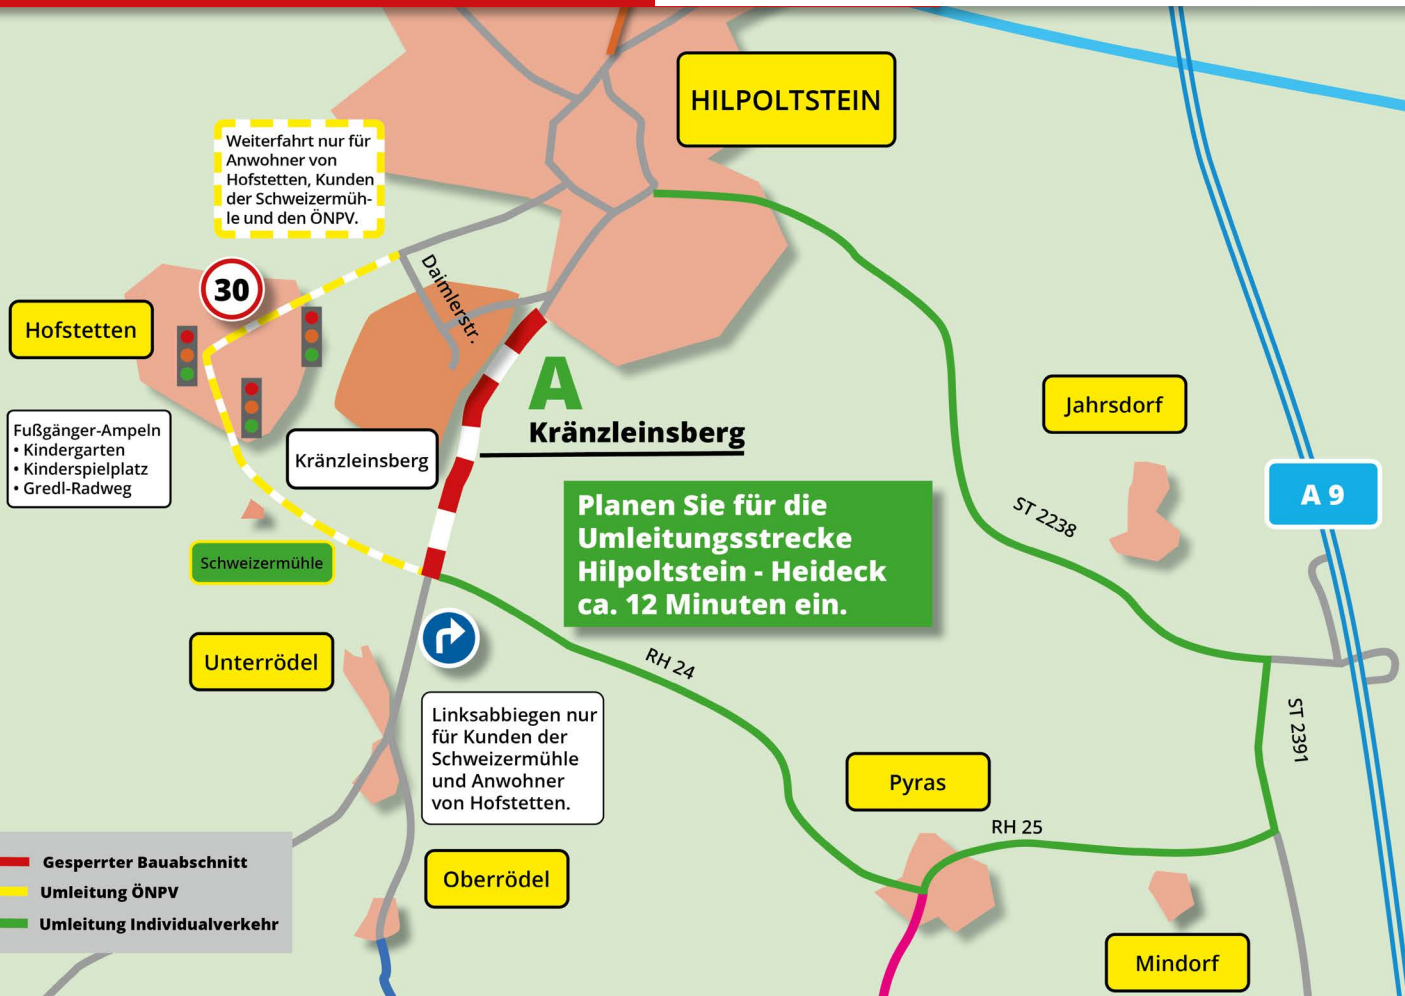 HILPOLTSTEIN
Weiterfahrt nur für
Anwohner von
Hofstetten, Kunden
der Schweizermüh-
le und den ÖNPV.
30
Daimlerstr.
Hofstetten
A
Kränzleinsberg
Jahrsdorf
Fußgänger-Ampeln
• Kindergarten
• Kinderspielplatz
• Gredl-Radweg
Kränzleinsberg
A 9
Planen Sie für die
Umleitungsstrecke
Hilpoltstein - Heideck
ca. 12 Minuten ein.
ST 2238
Schweizermühle
Unterrödel
RH 24
ST 2391
Linksabbiegen nur
für Kunden der
Schweizermühle
und Anwohner
von Hofstetten.
Pyras
RH 25
Gesperrter Bauabschnitt
Umleitung ÖNPV
Umleitung Individualverkehr
Oberrödel
Mindorf